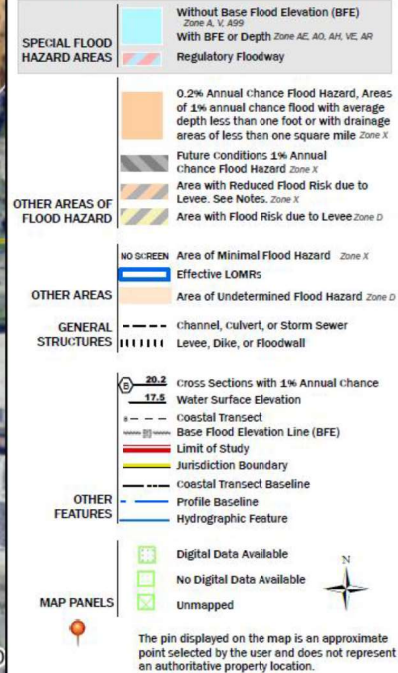 Without Base Flood Elevation (BFE)
Zone A, V, A99
With BFE or Depth Zone AE, AO, AH, VE, AR
Regulatory Floodway
SPECIAL FLOOD
HAZARD AREAS
0.2% Annual Chance Flood Hazard, Areas
of 1% annual chance flood with average
depth less than one foot or with drainage
areas of less than one square mile Zone X
Future Conditions 1% Annual
Chance Flood Hazard Zone X
Area with Reduced Flood Risk due to
Levee. See Notes. Zone X
Area with Flood Risk due to Levee Zone D
OTHER AREAS OF
FLOOD HAZARD
NO SCREEN Area of Minimal Flood Hazard Zone X
Effective LOMRs
Area of Undetermined Flood Hazard Zone D
OTHER AREAS
Channel, Culvert, or Storm Sewer
Levee, Dike, or Floodwall
GENERAL
STRUCTURES
B 20.2 Cross Sections with 1% Annual Chance
17.5 Water Surface Elevation
8 Coastal Transect
Base Flood Elevation Line (BFE)
Limit of Study
Jurisdiction Boundary
Coastal Transect Baseline
Profile Baseline
Hydrographic Feature
OTHER
FEATURES
Digital Data Available
No Digital Data Available
Unmapped
MAP PANELS
N
The pin displayed on the map is an approximate
point selected by the user and does not represent
an authoritative property location.